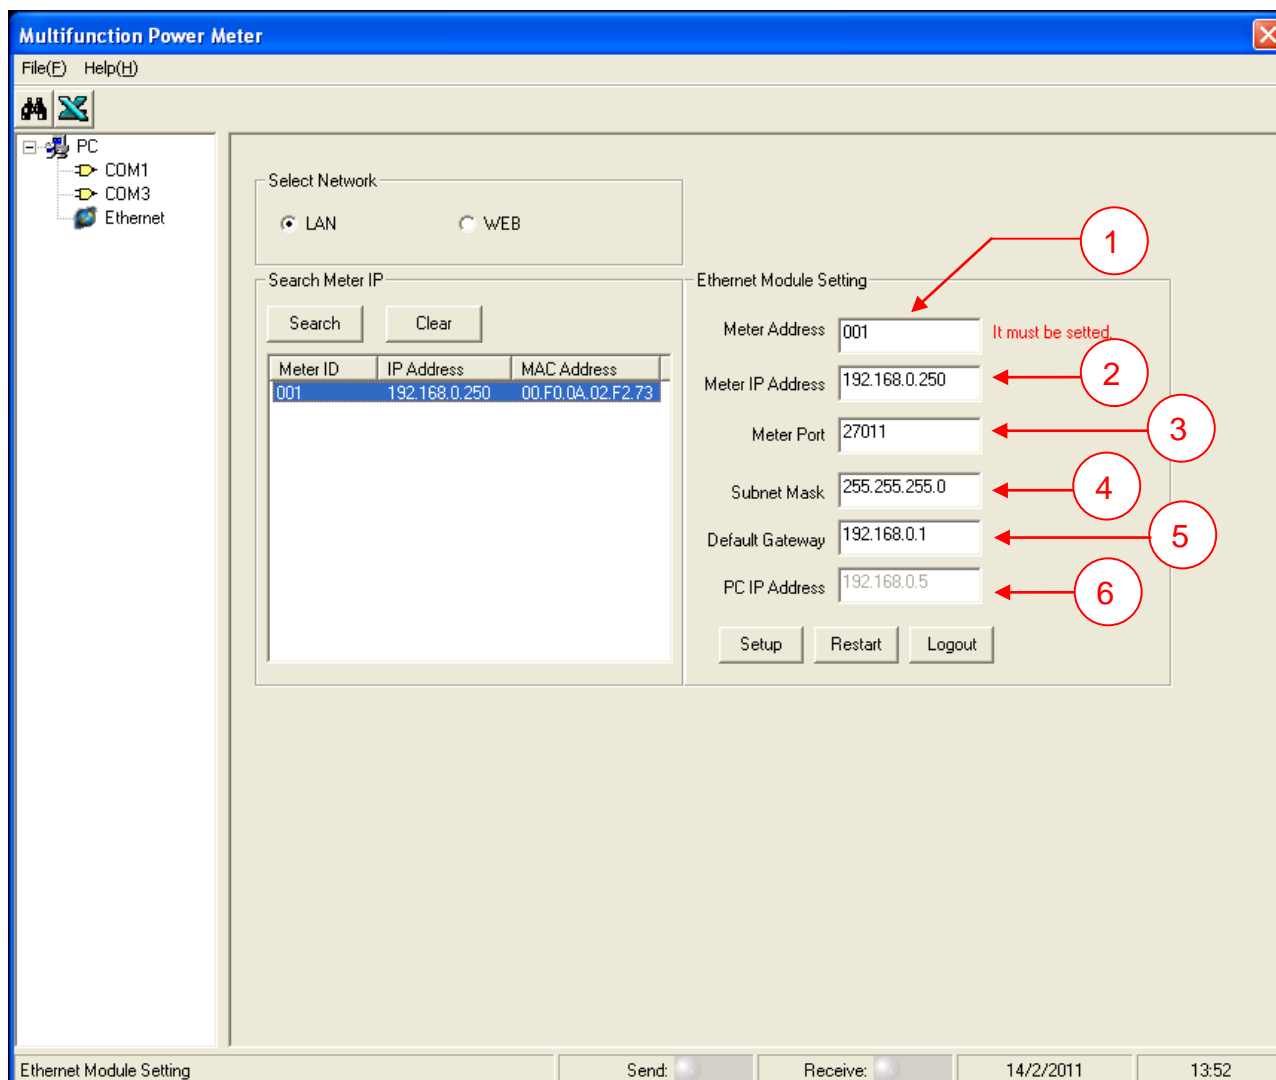 Multifunction Power Meter
File(F) Help(H)
PC
COM1
COM3
Ethernet
Select Network
LAN WEB
Search Meter IP
Search Clear
Meter ID IP Address MAC Address
001 192.168.0.250 00.F0.0A.02.F2.73
Ethernet Module Setting
1
Meter Address 001 It must be setted.
Meter IP Address 192.168.0.250 2
Meter Port 27011 3
Subnet Mask 255.255.255.0 4
Default Gateway 192.168.0.1 5
PC IP Address 192.168.0.5 6
Setup Restart Logout
Ethernet Module Setting Send: Receive: 14/2/2011 13:52